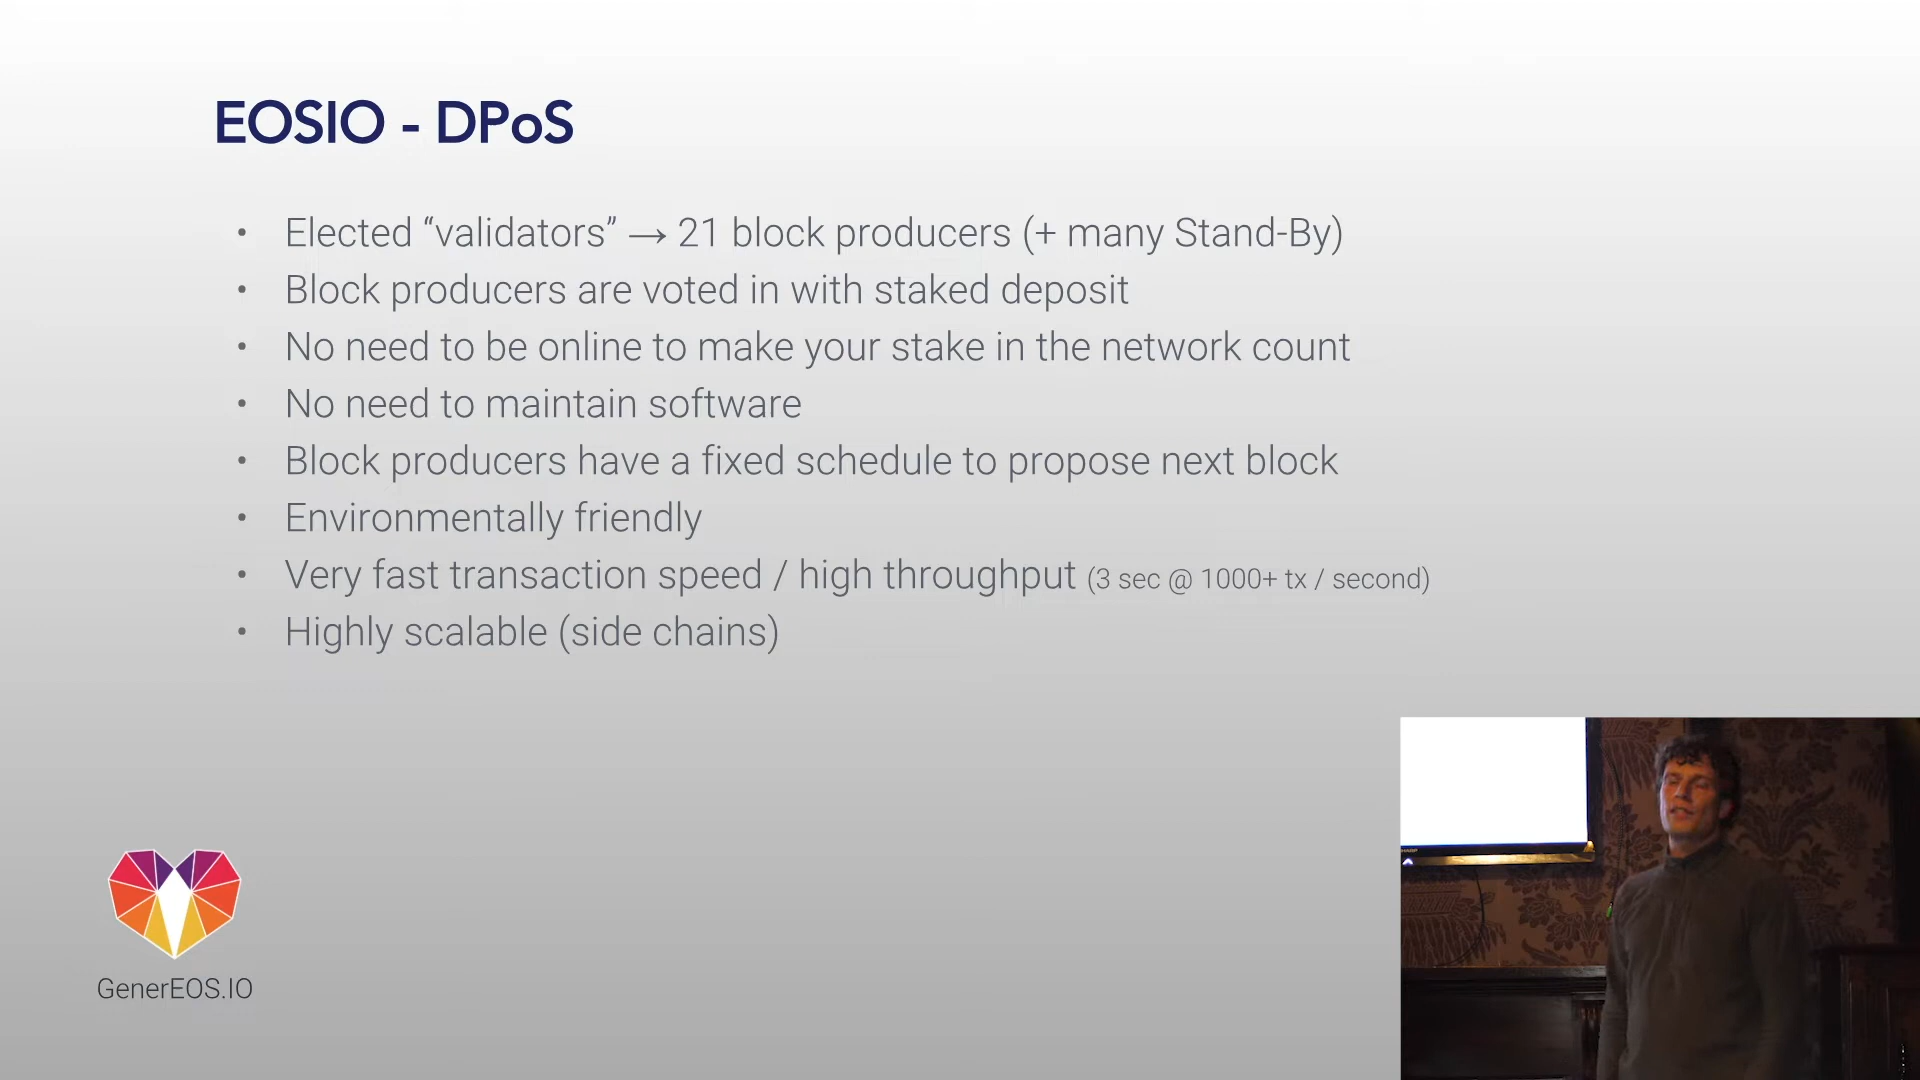 EOSIO - DPoS
• Elected “validators” → 21 block producers (+ many Stand-By)
• Block producers are voted in with staked deposit
• No need to be online to make your stake in the network count
• No need to maintain software
• Block producers have a fixed schedule to propose next block
• Environmentally friendly
• Very fast transaction speed / high throughput (3 sec @ 1000+ tx / second)
• Highly scalable (side chains)
GenerEOS.IO